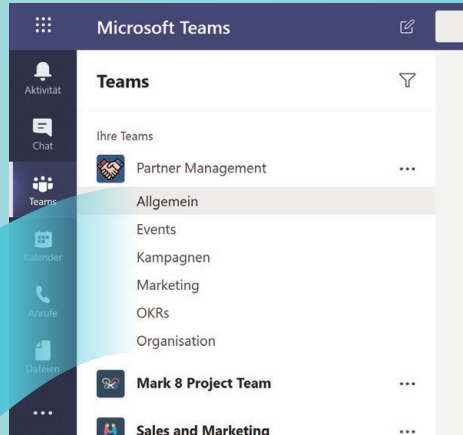 Microsoft Teams
Aktivität
Chat
Teams
Kalender
Anrufe
Dateien
Teams
Ihre Teams
Partner Management
Allgemein
Events
Kampagnen
Marketing
OKRs
Organisation
Mark 8 Project Team
Sales and Marketing